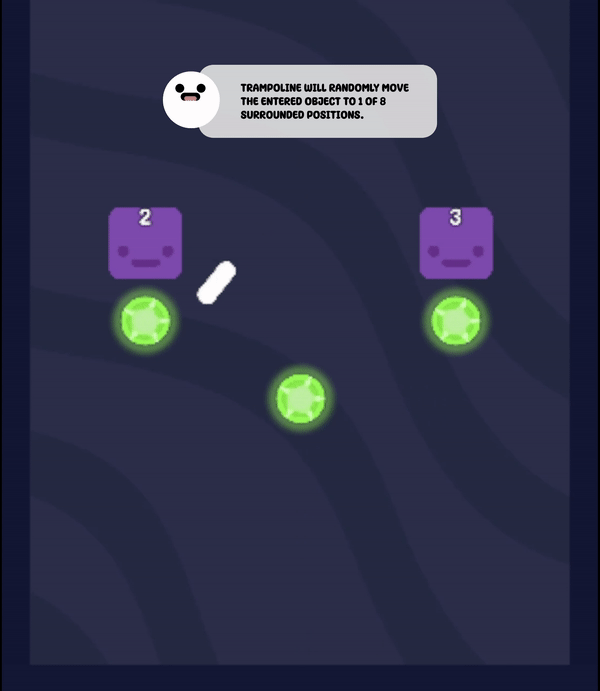 TRAMPOLINE WILL RANDOMLY MOVE
THE ENTERED OBJECT TO 1 OF 8
SURROUNDED POSITIONS.
2
3